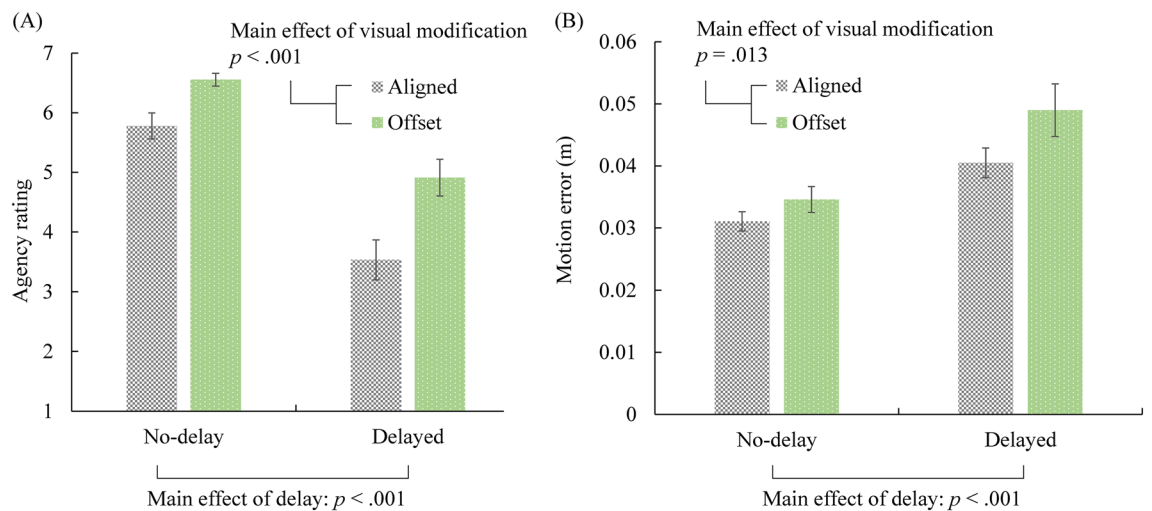 (A)
Main effect of visual modification
p < .001
Aligned
Offset
Agency rating
7
6
5
4
3
2
1
No-delay
Delayed
Main effect of delay: p < .001
(B)
Main effect of visual modification
p = .013
Aligned
Offset
Motion error (m)
0.06
0.05
0.04
0.03
0.02
0.01
0
No-delay
Delayed
Main effect of delay: p < .001